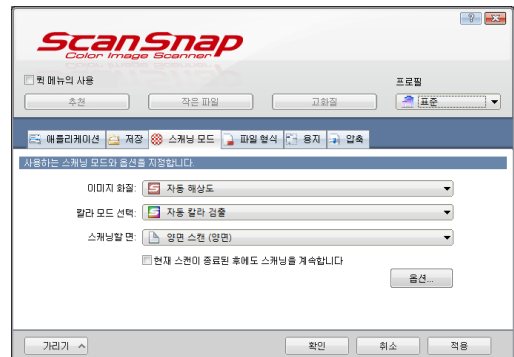 ScanSnap
Color Image Scanner
퀵 메뉴의 사용
프로필
추천 작은 파일 고화질 표준
애플리케이션 저장 스캐닝 모드 파일 형식 용지 압축
사용하는 스캐닝 모드와 옵션을 지정합니다.
이미지 화질: 자동 해상도
칼라 모드 선택: 자동 칼라 검출
스캐닝할 면: 양면 스캔 (양면)
현재 스캔이 종료된 후에도 스캐닝을 계속합니다
옵션...
가리기 확인 취소 적용